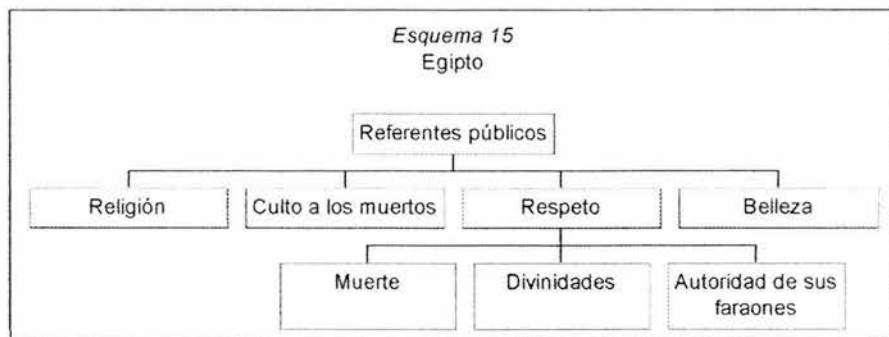 Esquema 15
Egipto
Referentes públicos
Religión
Culto a los muertos
Respeto
Belleza
Muerte
Divinidades
Autoridad de sus
faraones